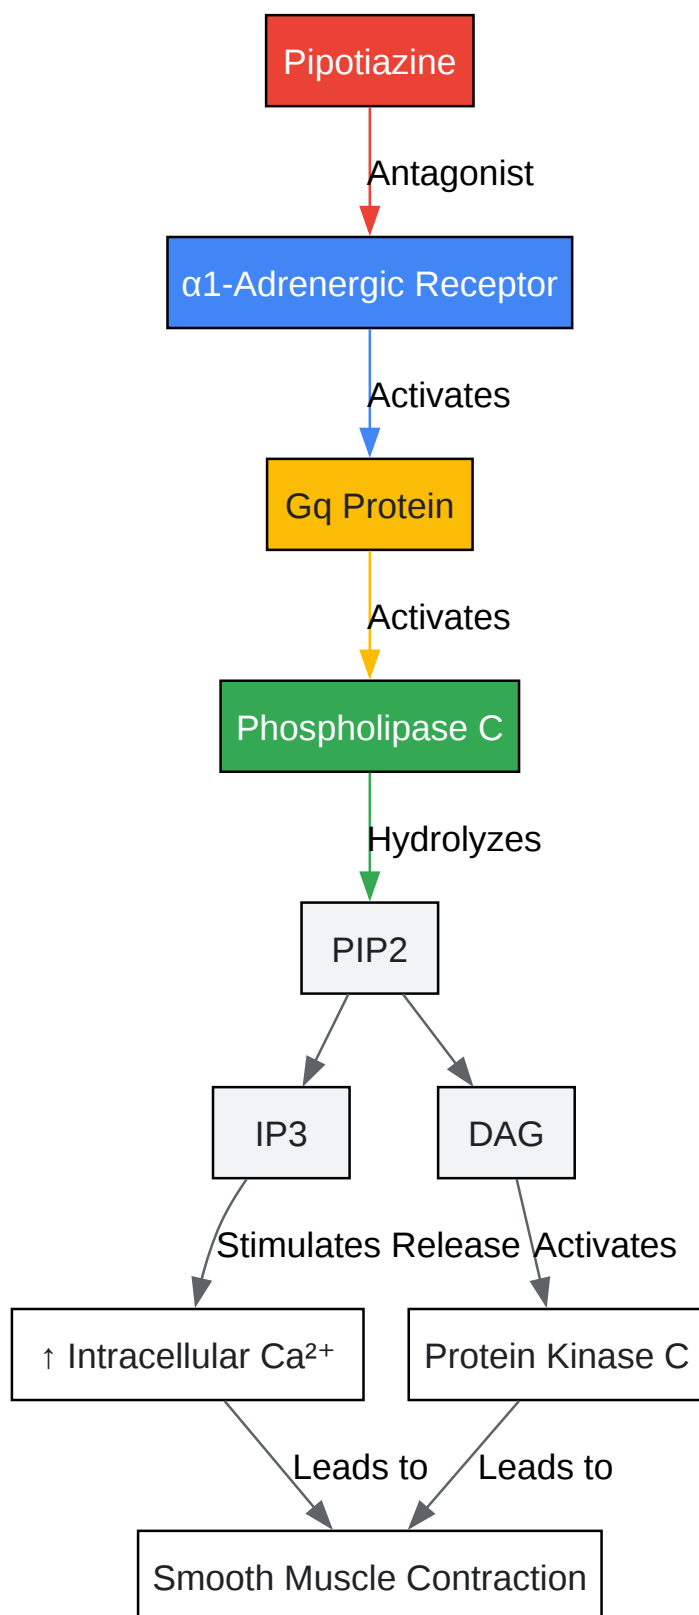 Pipotiazine
Antagonist
α1-Adrenergic Receptor
Activates
Gq Protein
Activates
Phospholipase C
Hydrolyzes
PIP2
IP3
DAG
Stimulates Release
Activates
↑ Intracellular Ca²⁺
Protein Kinase C
Leads to
Leads to
Smooth Muscle Contraction